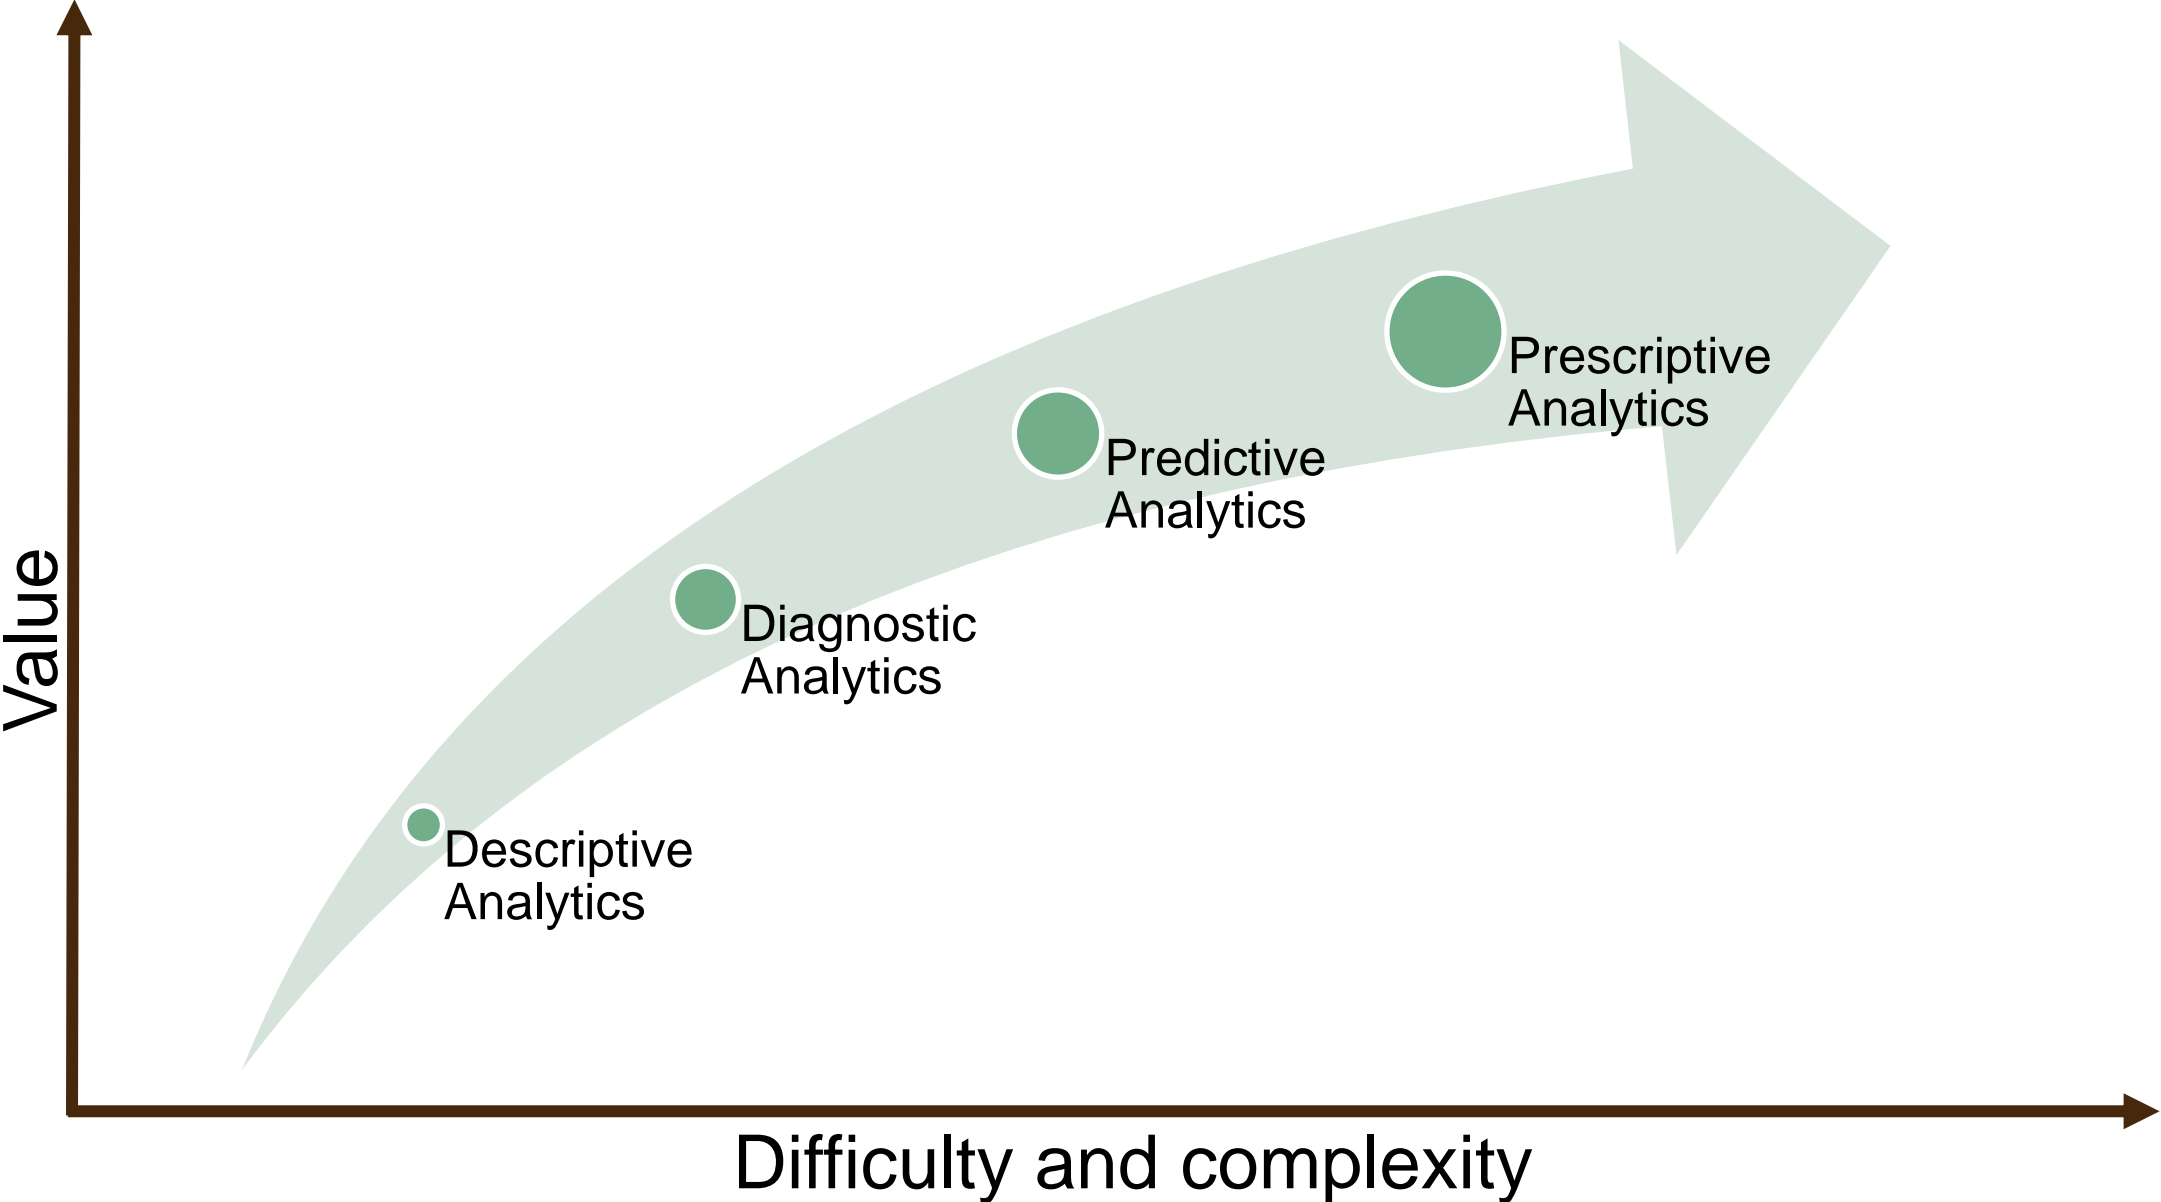 Value
Prescriptive
Analytics
Predictive
Analytics
Diagnostic
Analytics
Descriptive
Analytics
Difficulty and complexity